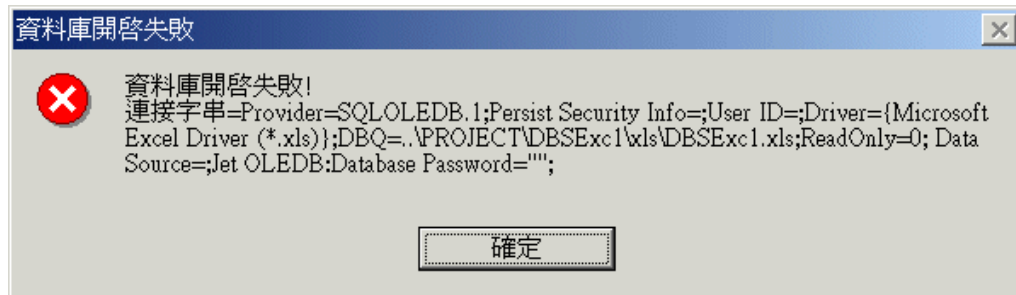 資料庫開啓失敗
資料庫開啓失敗!
連接字串=Provider=SQLOLEDB.1;Persist Security Info=;User ID=;Driver={Microsoft
Excel Driver (*.xls)};DBQ=..\PROJECT\DBSExc1\xls\DBSExc1.xls;ReadOnly=0; Data
Source=;Jet OLEDB:Database Password="";
確定